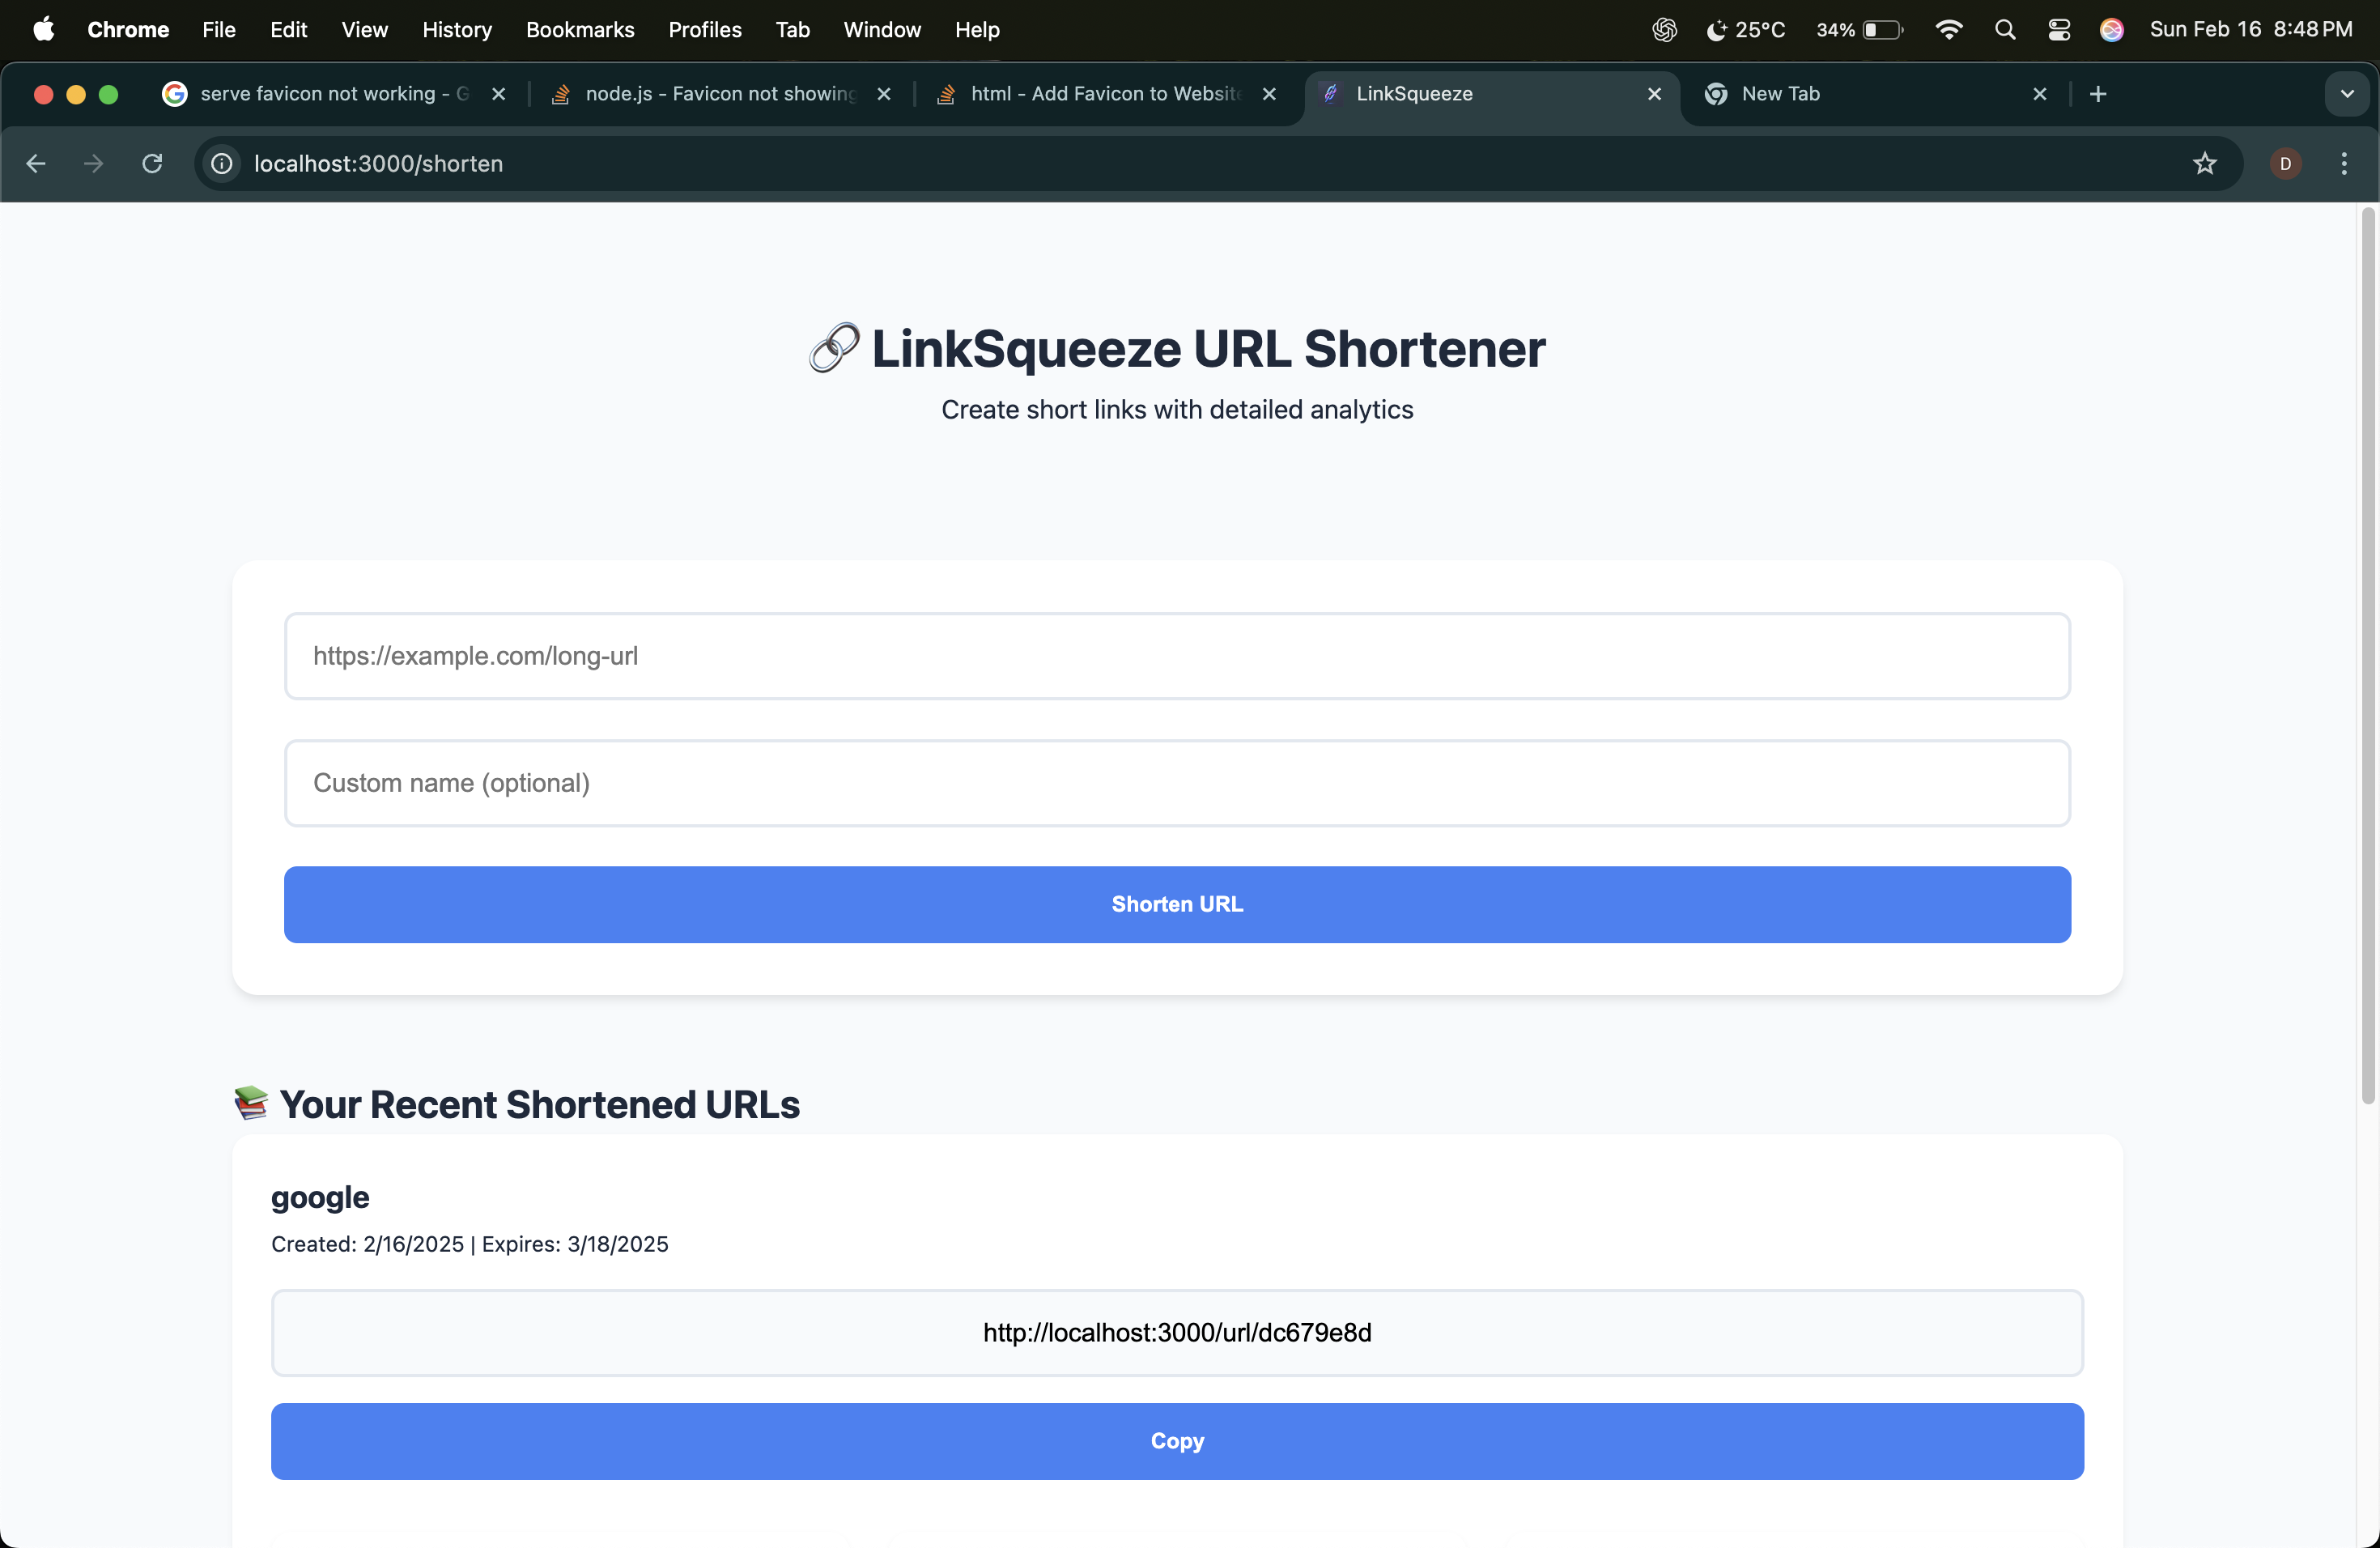 Chrome File Edit View History Bookmarks Profiles Tab Window Help 25°C 34% Sun Feb 16 8:48 PM
serve favicon not working - G node.js - Favicon not showing html - Add Favicon to Website LinkSqueeze New Tab
localhost:3000/shorten D
LinkSqueeze URL Shortener
Create short links with detailed analytics
https://example.com/long-url
Custom name (optional)
Shorten URL
Your Recent Shortened URLs
google
Created: 2/16/2025 | Expires: 3/18/2025
http://localhost:3000/url/dc679e8d
Copy